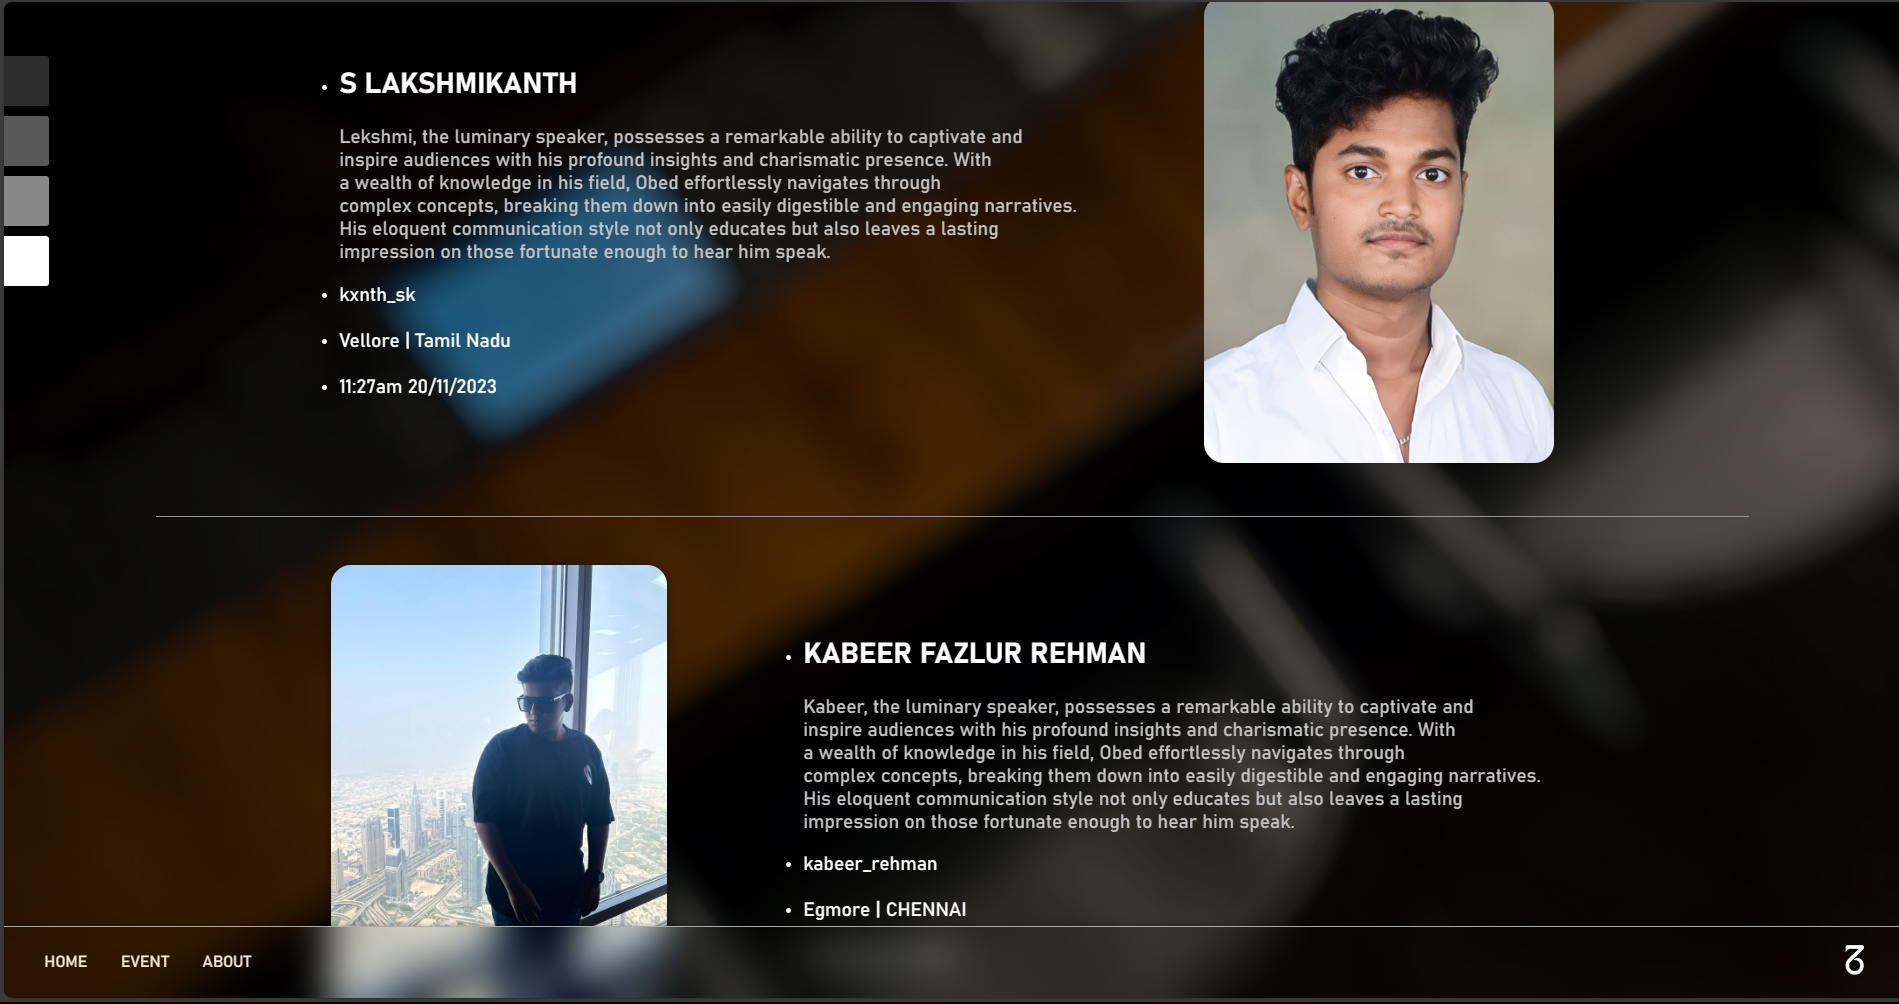 S LAKSHMIKANTH
Lekshmi, the luminary speaker, possesses a remarkable ability to captivate and
inspire audiences with his profound insights and charismatic presence. With
a wealth of knowledge in his field, Obed effortlessly navigates through
complex concepts, breaking them down into easily digestible and engaging narratives.
His eloquent communication style not only educates but also leaves a lasting
impression on those fortunate enough to hear him speak.
kxnth_sk
Vellore | Tamil Nadu
11:27am 20/11/2023
KABEER FAZLUR REHMAN
Kabeer, the luminary speaker, possesses a remarkable ability to captivate and
inspire audiences with his profound insights and charismatic presence. With
a wealth of knowledge in his field, Obed effortlessly navigates through
complex concepts, breaking them down into easily digestible and engaging narratives.
His eloquent communication style not only educates but also leaves a lasting
impression on those fortunate enough to hear him speak.
kabeer_rehman
Egmore | CHENNAI
HOME EVENT ABOUT